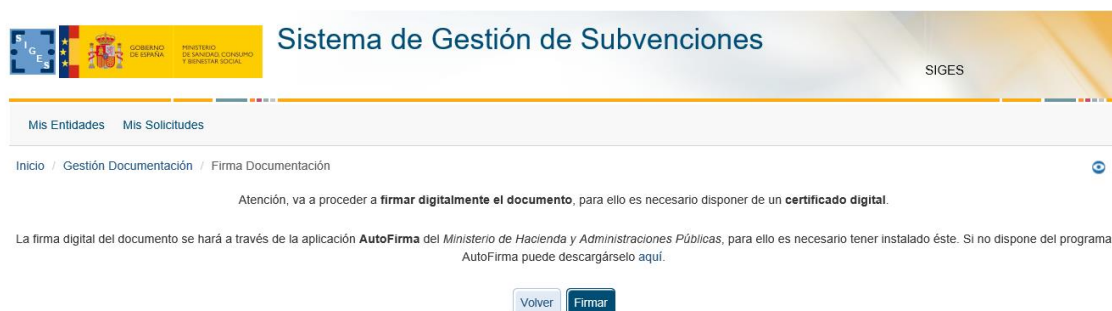 SIGES
GOBIERNO
DE ESPAÑA
MINISTERIO
DE SANIDAD, CONSUMO
Y BIENESTAR SOCIAL
Sistema de Gestión de Subvenciones
SIGES
Mis Entidades Mis Solicitudes
Inicio / Gestión Documentación / Firma Documentación
Atención, va a proceder a firmar digitalmente el documento, para ello es necesario disponer de un certificado digital.
La firma digital del documento se hará a través de la aplicación AutoFirma del Ministerio de Hacienda y Administraciones Públicas, para ello es necesario tener instalado éste. Si no dispone del programa
AutoFirma puede descargárselo aquí.
Volver Firmar